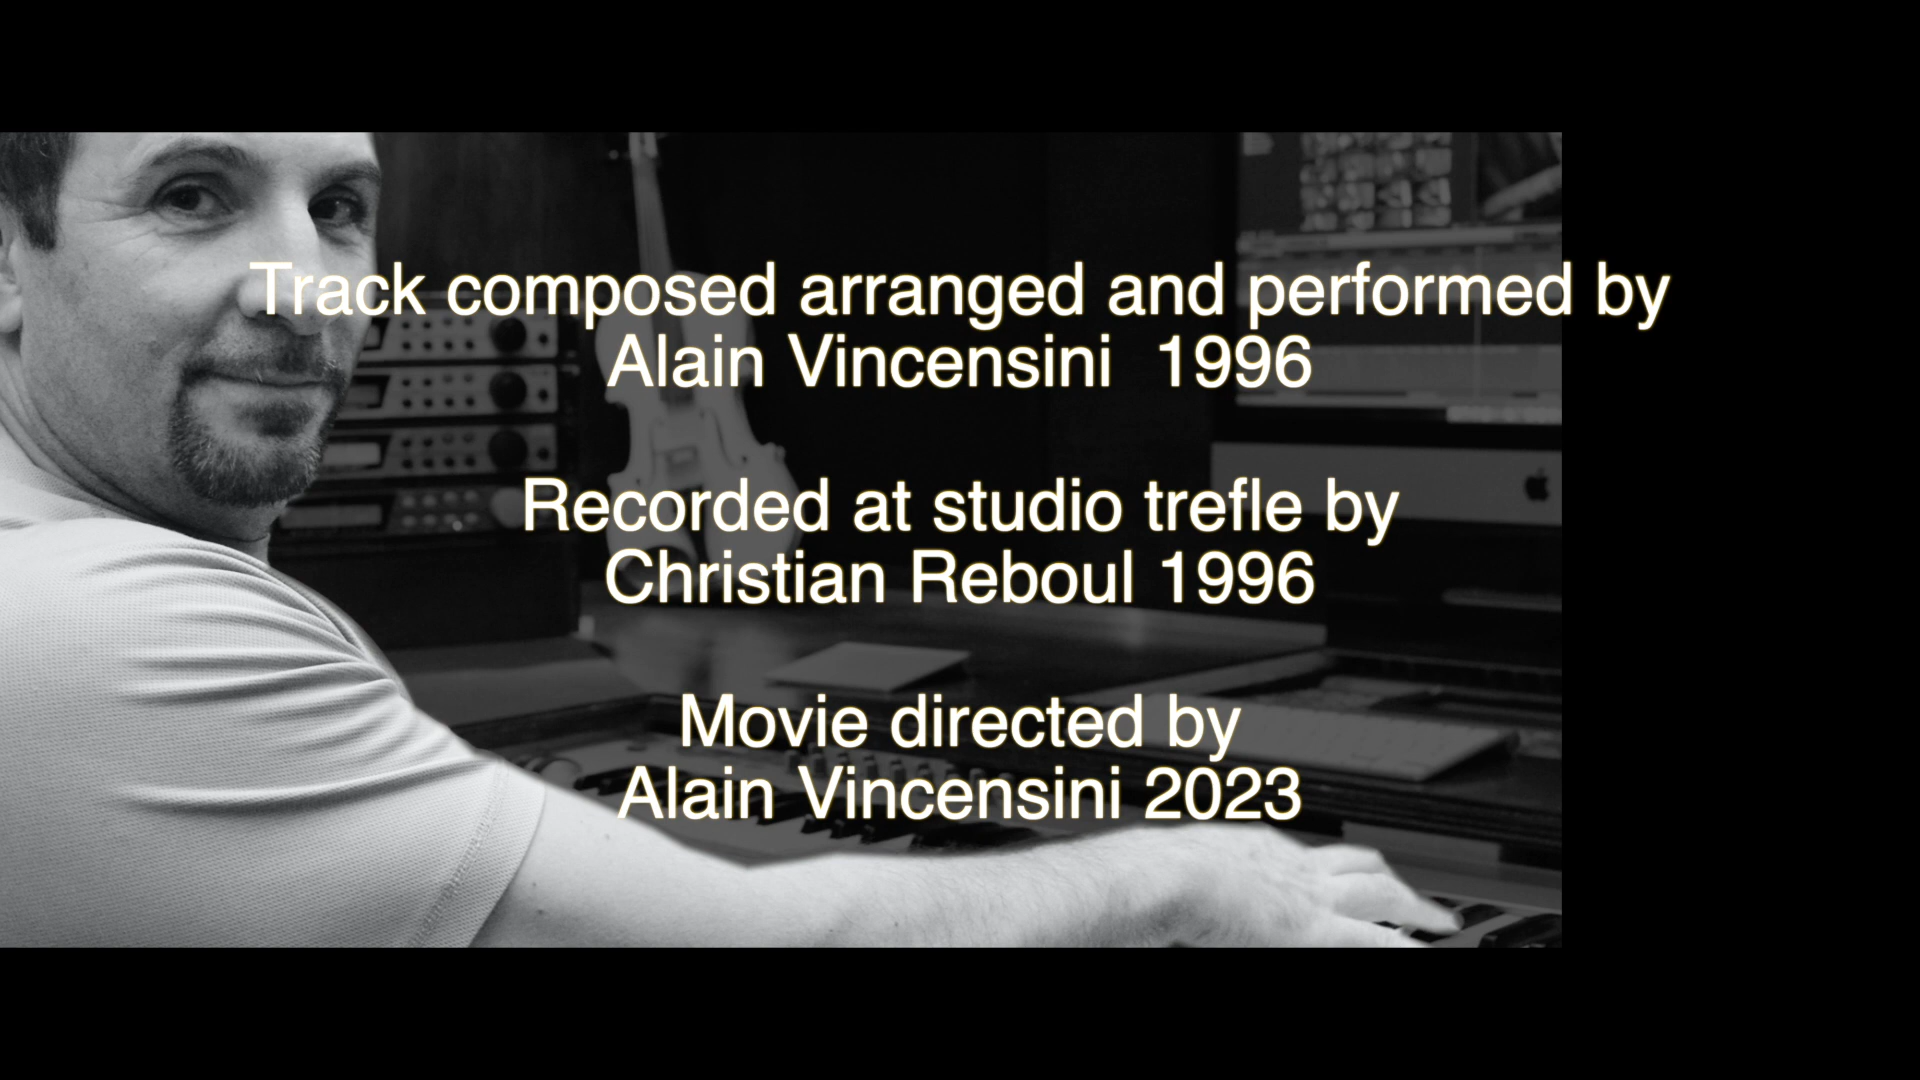 Track composed arranged and performed by
Alain Vincensini  1996
Recorded at studio trefle by
Christian Reboul 1996
Movie directed by
Alain Vincensini 2023